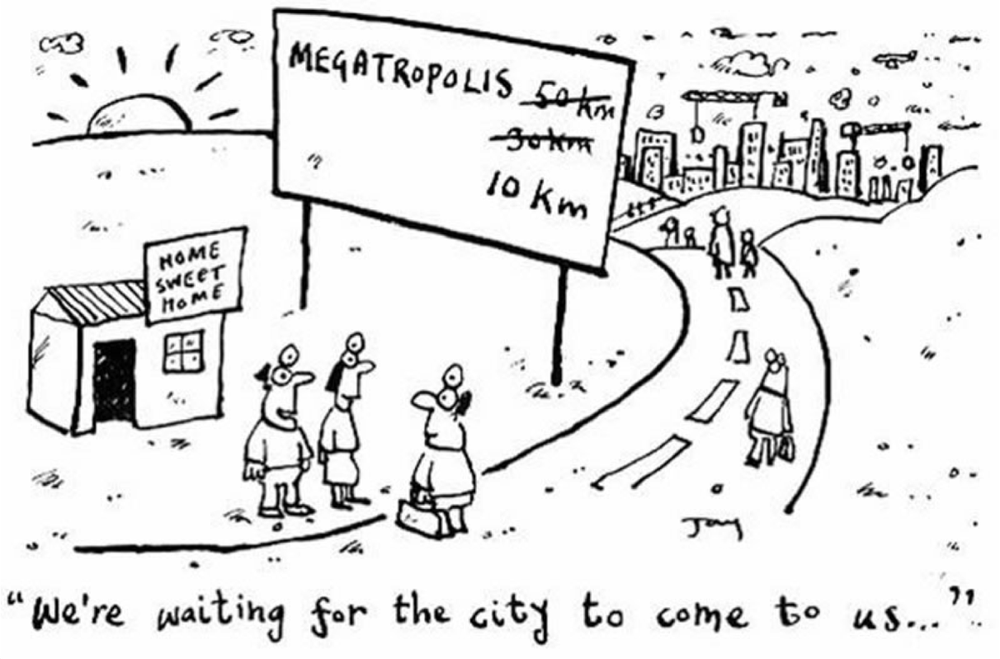 MEGATROPOLIS 50 km
30 km
10 km
HOME
SWEET
HOME
Jony
"We're waiting for the city to come to us..."